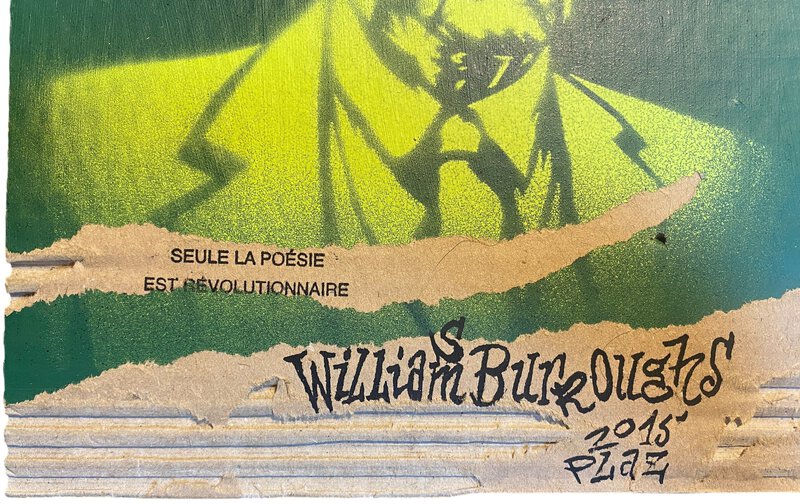 SEULE LA POÉSIE
EST RÉVOLUTIONNAIRE
William S Burroughs
2015
PLAZ